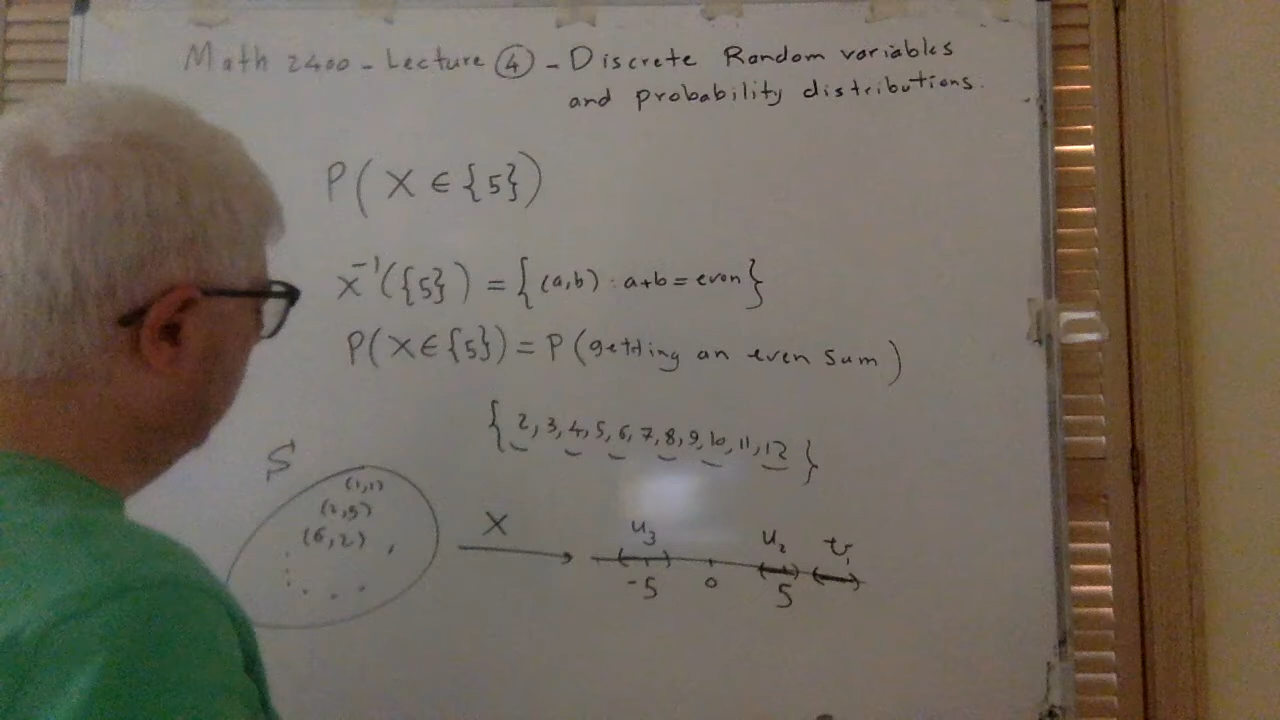 Math 2400 - Lecture ④ - Discrete Random variables
and probability distributions.
P(X ∈ {5})
X⁻¹({5}) = {(a,b) : a+b = even}
P(X ∈ {5}) = P(getting an even sum)
{2, 3, 4, 5, 6, 7, 8, 9, 10, 11, 12}
S
(1,1)
(2,5)
(6,2)
X
U₃ U₂ U₁
-5 0 5